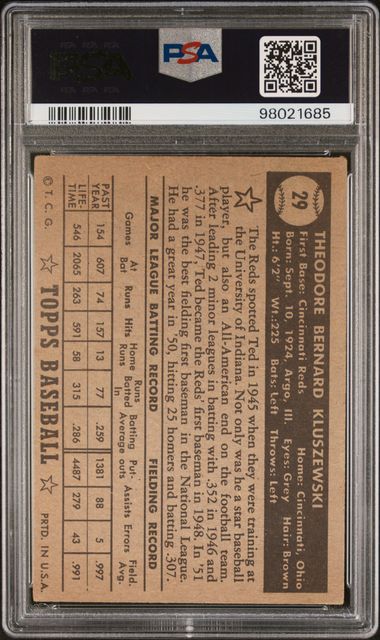 PSA
98021685
29
THEODORE BERNARD KLUSZEWSKI
First Base: Cincinnati Reds Home: Cincinnati, Ohio
Born: Sept. 10, 1924, Argo, Ill. Eyes: Grey Hair: Brown
Ht.: 6'2" Wt.: 225 Bats: Left Throws: Left
The Reds spotted Ted in 1945 when they were training at
the University of Indiana. Not only was he a star baseball
player, but also an All-American end on the football team.
After leading 2 minor leagues in batting with .352 in 1946 and
.377 in 1947, Ted became the Reds' first baseman in 1948. In '51
he was the best fielding first baseman in the National League.
He had a great year in '50, hitting 25 homers and batting .307.
MAJOR LEAGUE BATTING RECORD FIELDING RECORD
Games At Bat Runs Hits Home Runs Runs Batted In Batting Average Put-outs Assists Errors Field. Avg.
PAST YEAR 154 607 74 157 13 77 .259 1381 88 5 .997
LIFE-TIME 546 2065 263 591 58 315 .286 4487 279 43 .991
© T. C. G. TOPPS BASEBALL PRTD. IN U.S.A.